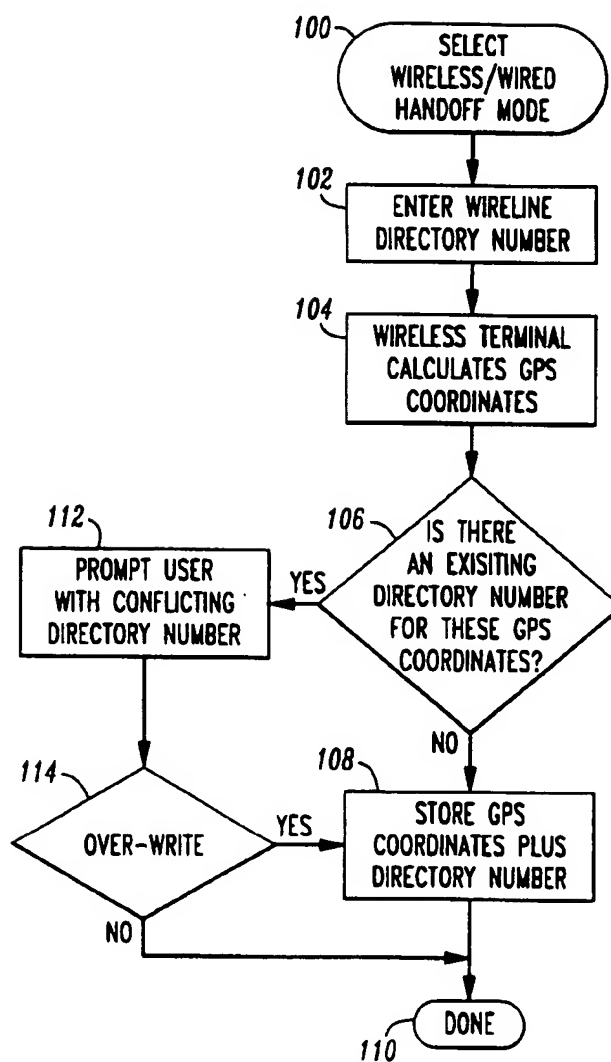 100
SELECT
WIRELESS/WIRED
HANDOFF MODE
102
ENTER WIRELINE
DIRECTORY NUMBER
104
WIRELESS TERMINAL
CALCULATES GPS
COORDINATES
106
IS THERE
AN EXISITING
DIRECTORY NUMBER
FOR THESE GPS
COORDINATES?
YES
NO
112
PROMPT USER
WITH CONFLICTING
DIRECTORY NUMBER
114
OVER-WRITE
YES
NO
108
STORE GPS
COORDINATES PLUS
DIRECTORY NUMBER
DONE
110